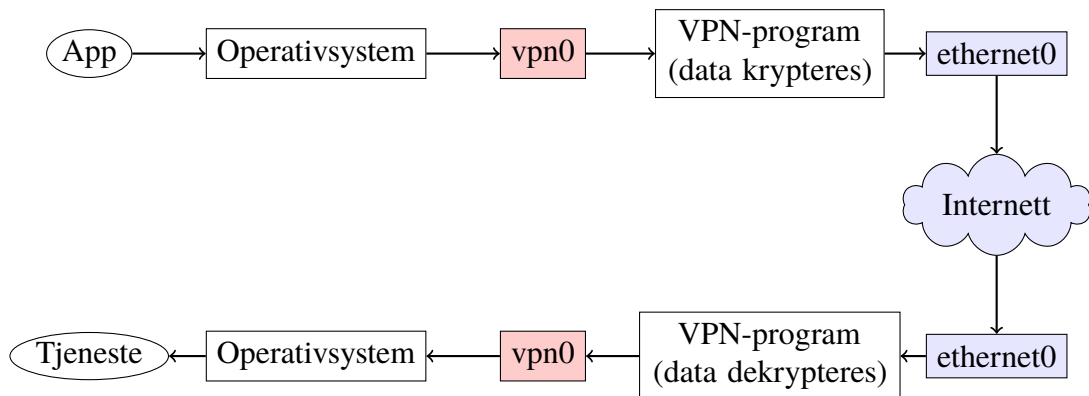 App
Operativsystem
vpn0
VPN-program
(data krypteres)
ethernet0
Internett
Tjeneste
Operativsystem
vpn0
VPN-program
(data dekrypteres)
ethernet0